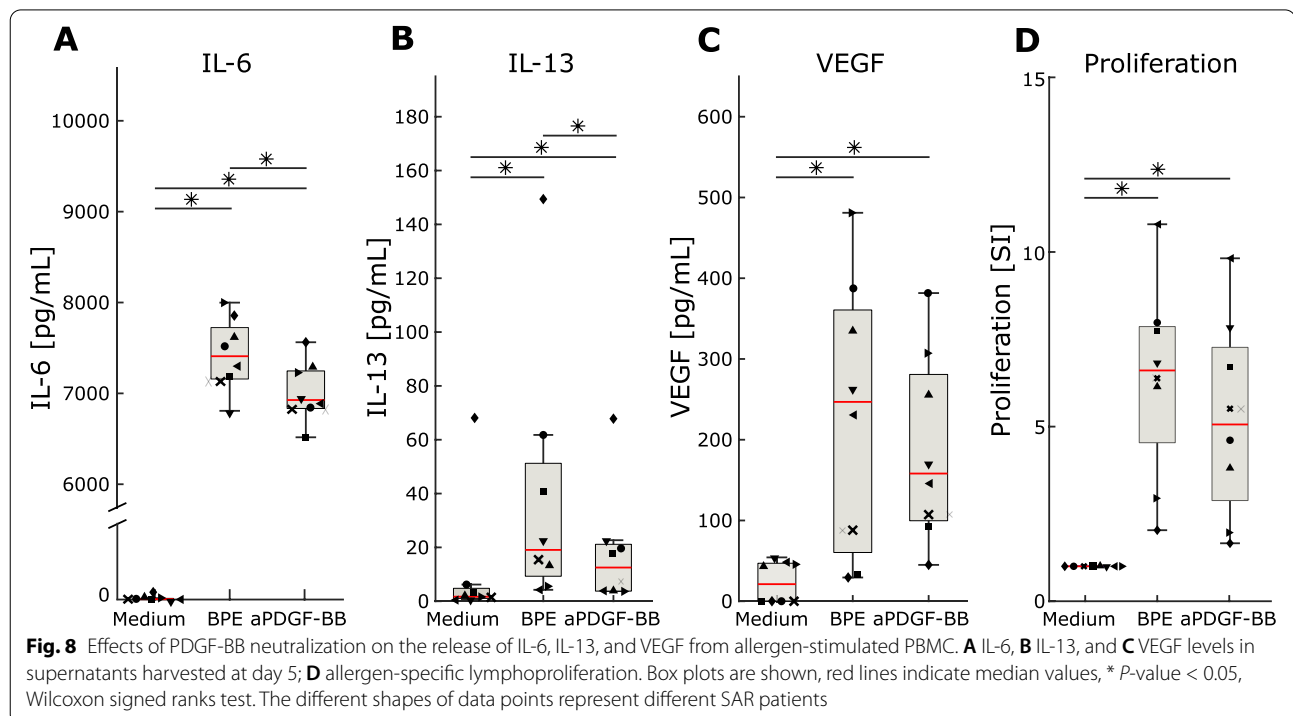 A
IL-6
IL-6 [pg/mL]
10000
9000
8000
7000
6000
0
* * *
Medium BPE aPDGF-BB
B
IL-13
IL-13 [pg/mL]
180
160
140
120
100
80
60
40
20
0
* * *
Medium BPE aPDGF-BB
C
VEGF
VEGF [pg/mL]
600
500
400
300
200
100
0
* *
Medium BPE aPDGF-BB
D
Proliferation
Proliferation [SI]
15
10
5
0
* *
Medium BPE aPDGF-BB
Fig. 8 Effects of PDGF-BB neutralization on the release of IL-6, IL-13, and VEGF from allergen-stimulated PBMC. A IL-6, B IL-13, and C VEGF levels in
supernatants harvested at day 5; D allergen-specific lymphoproliferation. Box plots are shown, red lines indicate median values, * P-value < 0.05,
Wilcoxon signed ranks test. The different shapes of data points represent different SAR patients